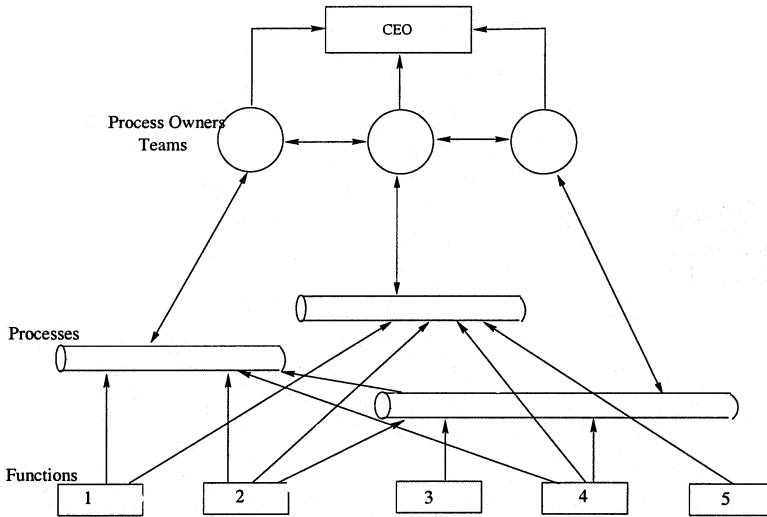 CEO
Process Owners
Teams
Processes
Functions
1 2 3 4 5